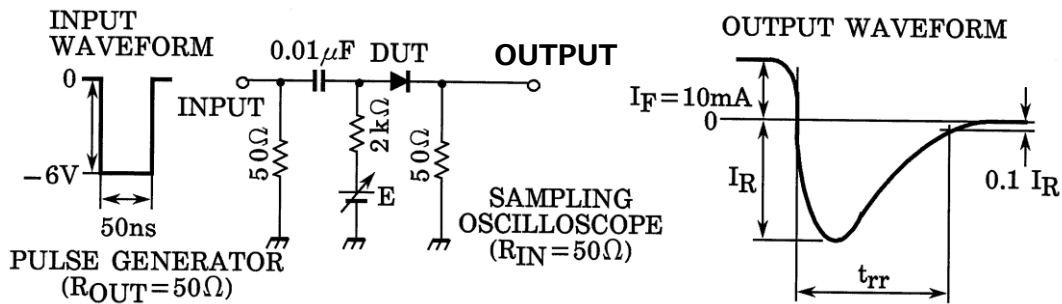 INPUT
WAVEFORM
0
−6V
50ns
PULSE GENERATOR
(ROUT=50Ω)
0.01μF
DUT
OUTPUT
INPUT
50Ω
2kΩ
E
50Ω
SAMPLING
OSCILLOSCOPE
(RIN=50Ω)
OUTPUT WAVEFORM
IF=10mA
0
IR
0.1 IR
trr